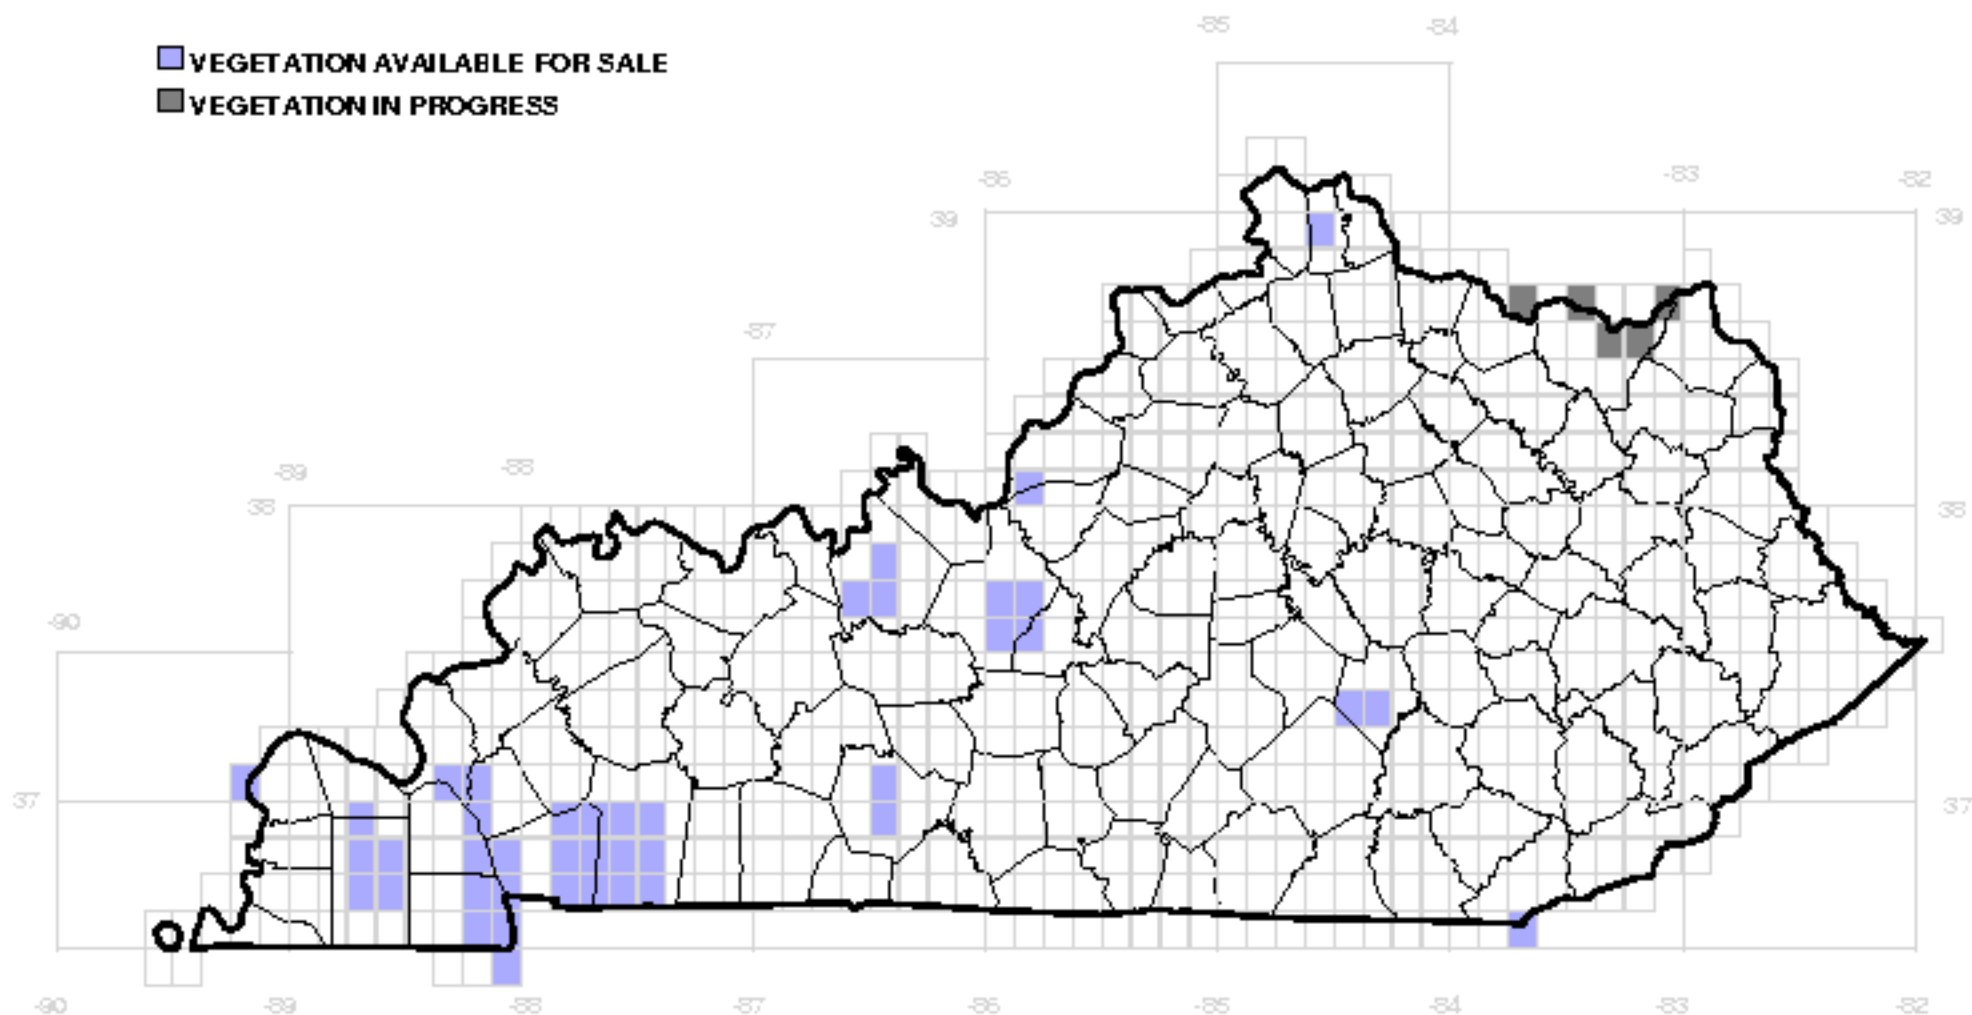 -85 -84
VEGETATION AVAILABLE FOR SALE
VEGETATION IN PROGRESS
-86 -83 -82
39 39
-87
-89 -88
38 38
-90
37 37
-90 -89 -88 -87 -86 -85 -84 -83 -82